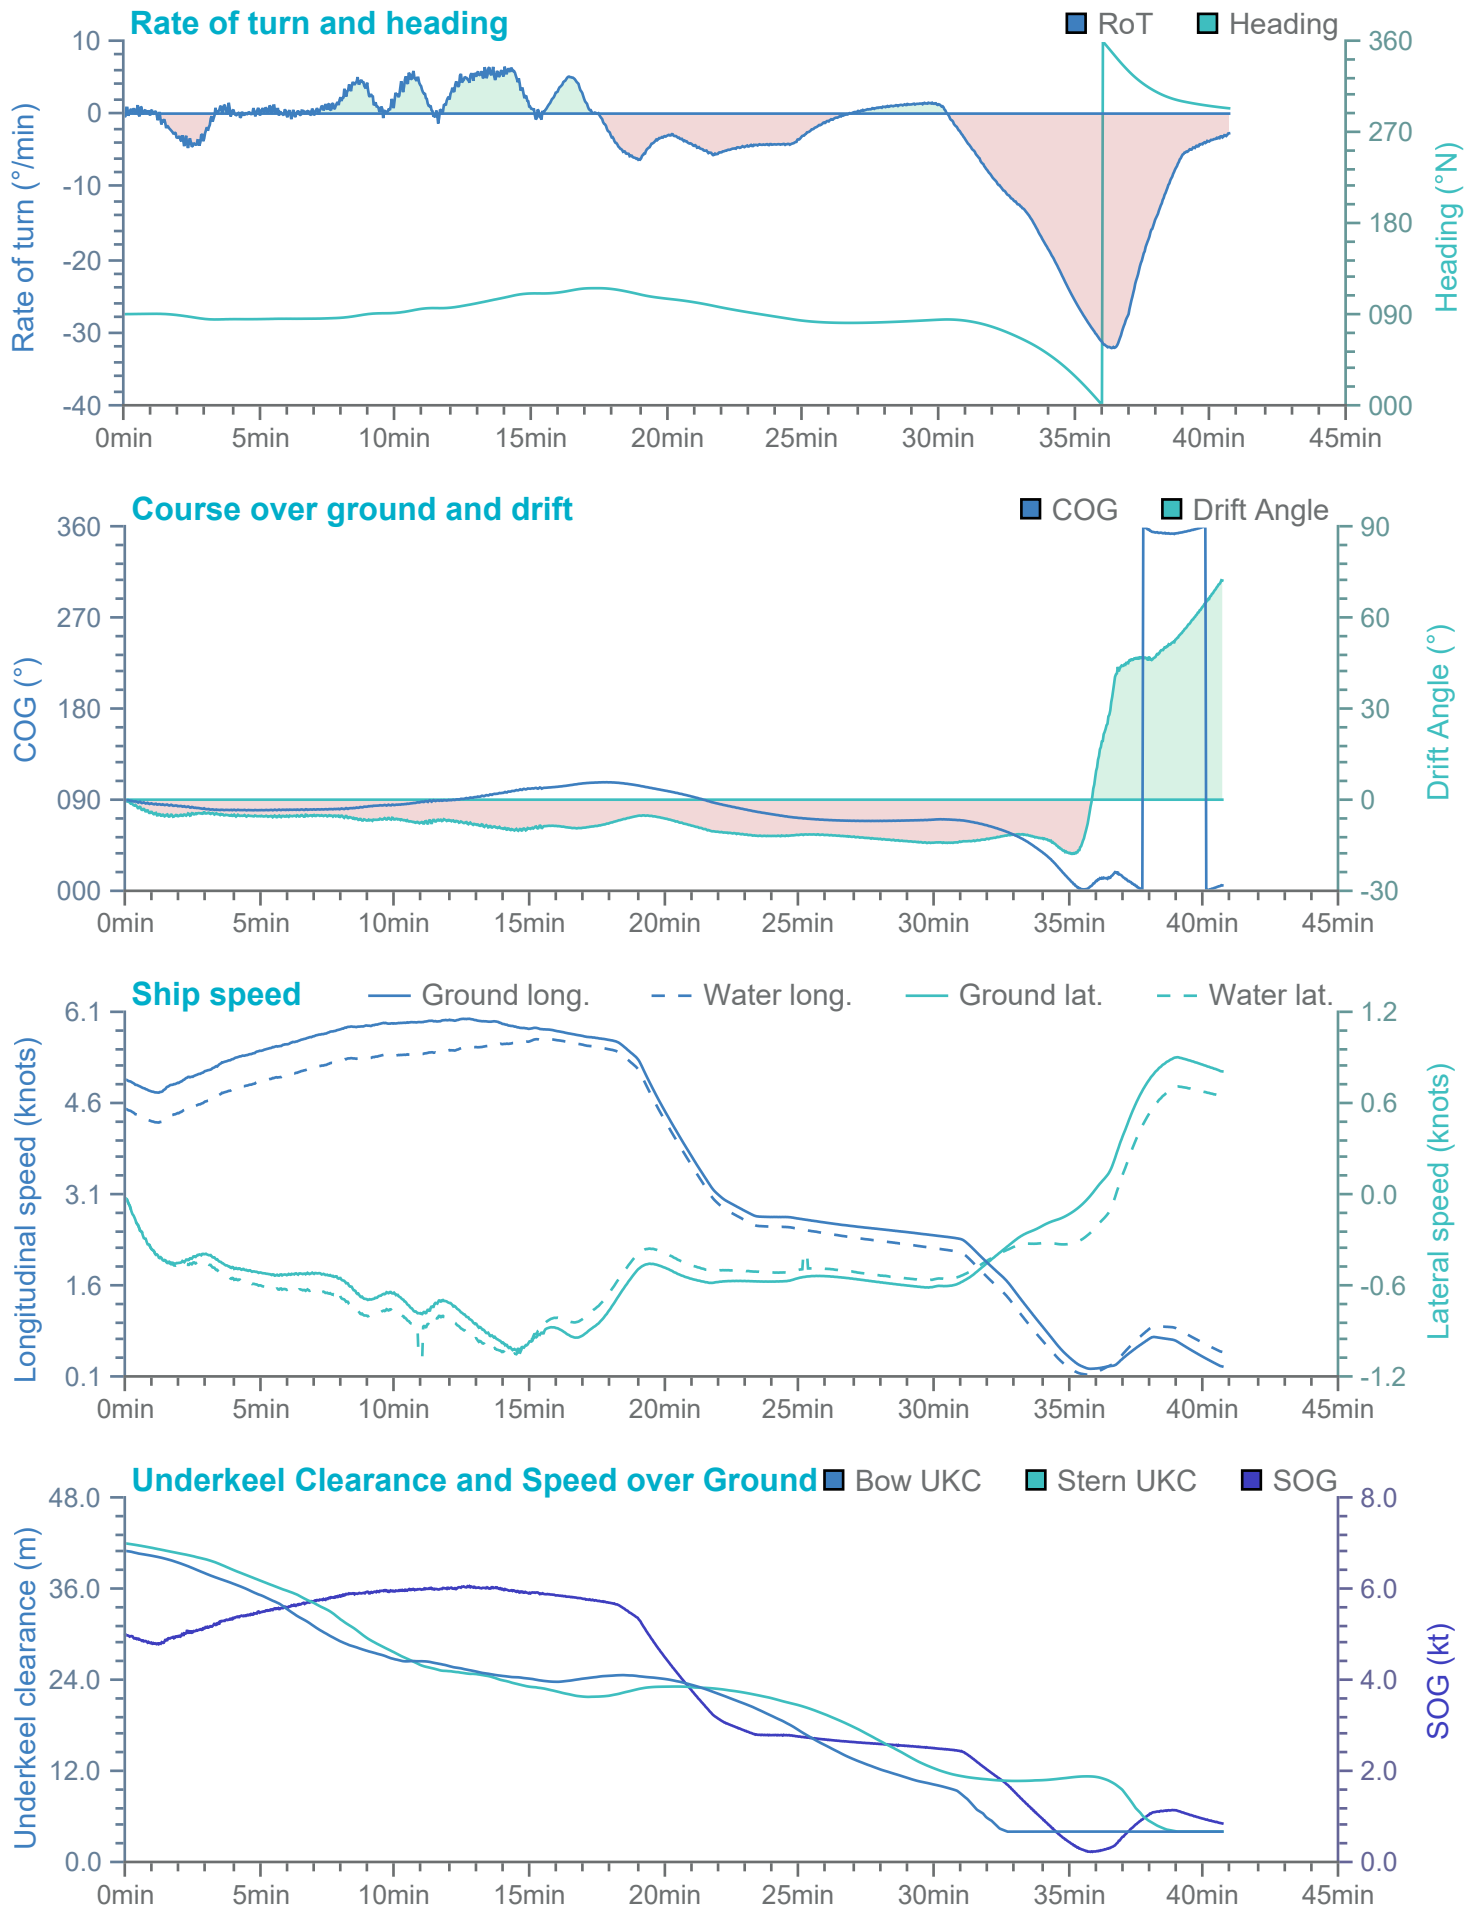 Rate of turn and heading
RoT Heading
10 0 -10 -20 -30 -40
Rate of turn (°/min)
360 270 180 090 000
Heading (°N)
0min 5min 10min 15min 20min 25min 30min 35min 40min 45min
Course over ground and drift
COG Drift Angle
360 270 180 090 000
COG (°)
90 60 30 0 -30
Drift Angle (°)
0min 5min 10min 15min 20min 25min 30min 35min 40min 45min
Ship speed
Ground long. Water long. Ground lat. Water lat.
6.1 4.6 3.1 1.6 0.1
Longitudinal speed (knots)
1.2 0.6 0.0 -0.6 -1.2
Lateral speed (knots)
0min 5min 10min 15min 20min 25min 30min 35min 40min 45min
Underkeel Clearance and Speed over Ground
Bow UKC Stern UKC SOG
48.0 36.0 24.0 12.0 0.0
Underkeel clearance (m)
8.0 6.0 4.0 2.0 0.0
SOG (kt)
0min 5min 10min 15min 20min 25min 30min 35min 40min 45min